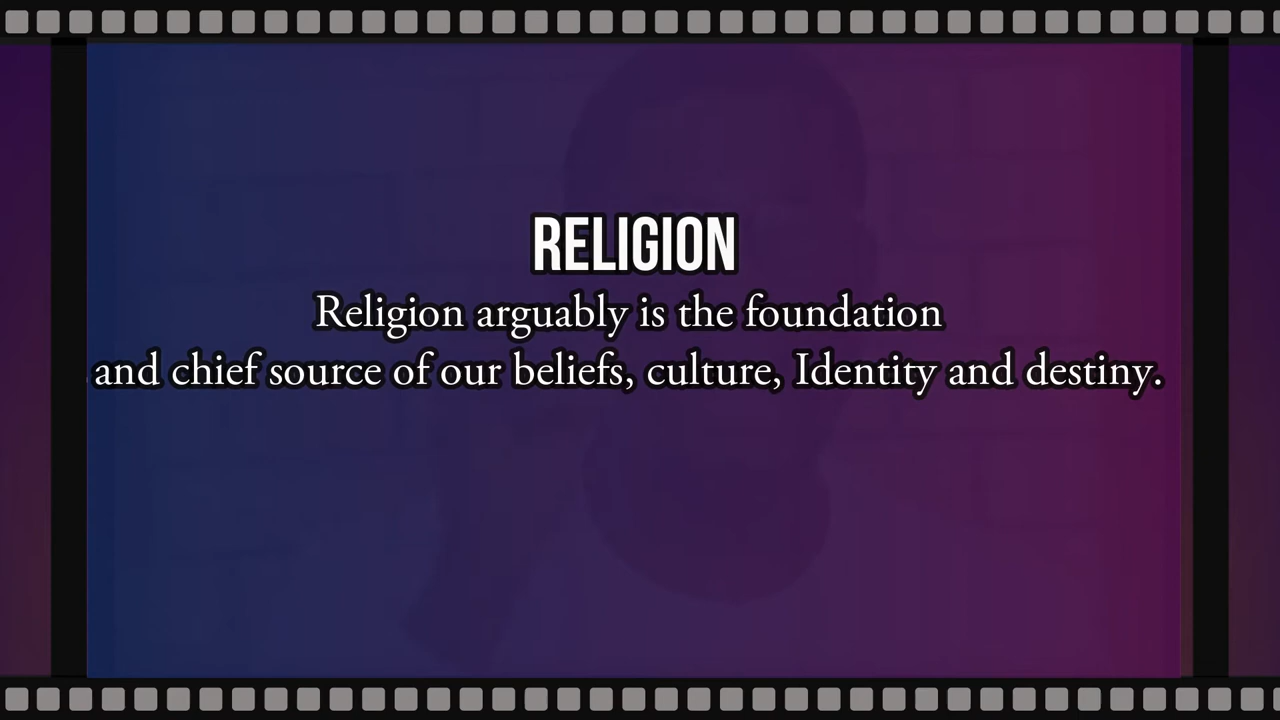 RELIGION
Religion arguably is the foundation
and chief source of our beliefs, culture, Identity and destiny.